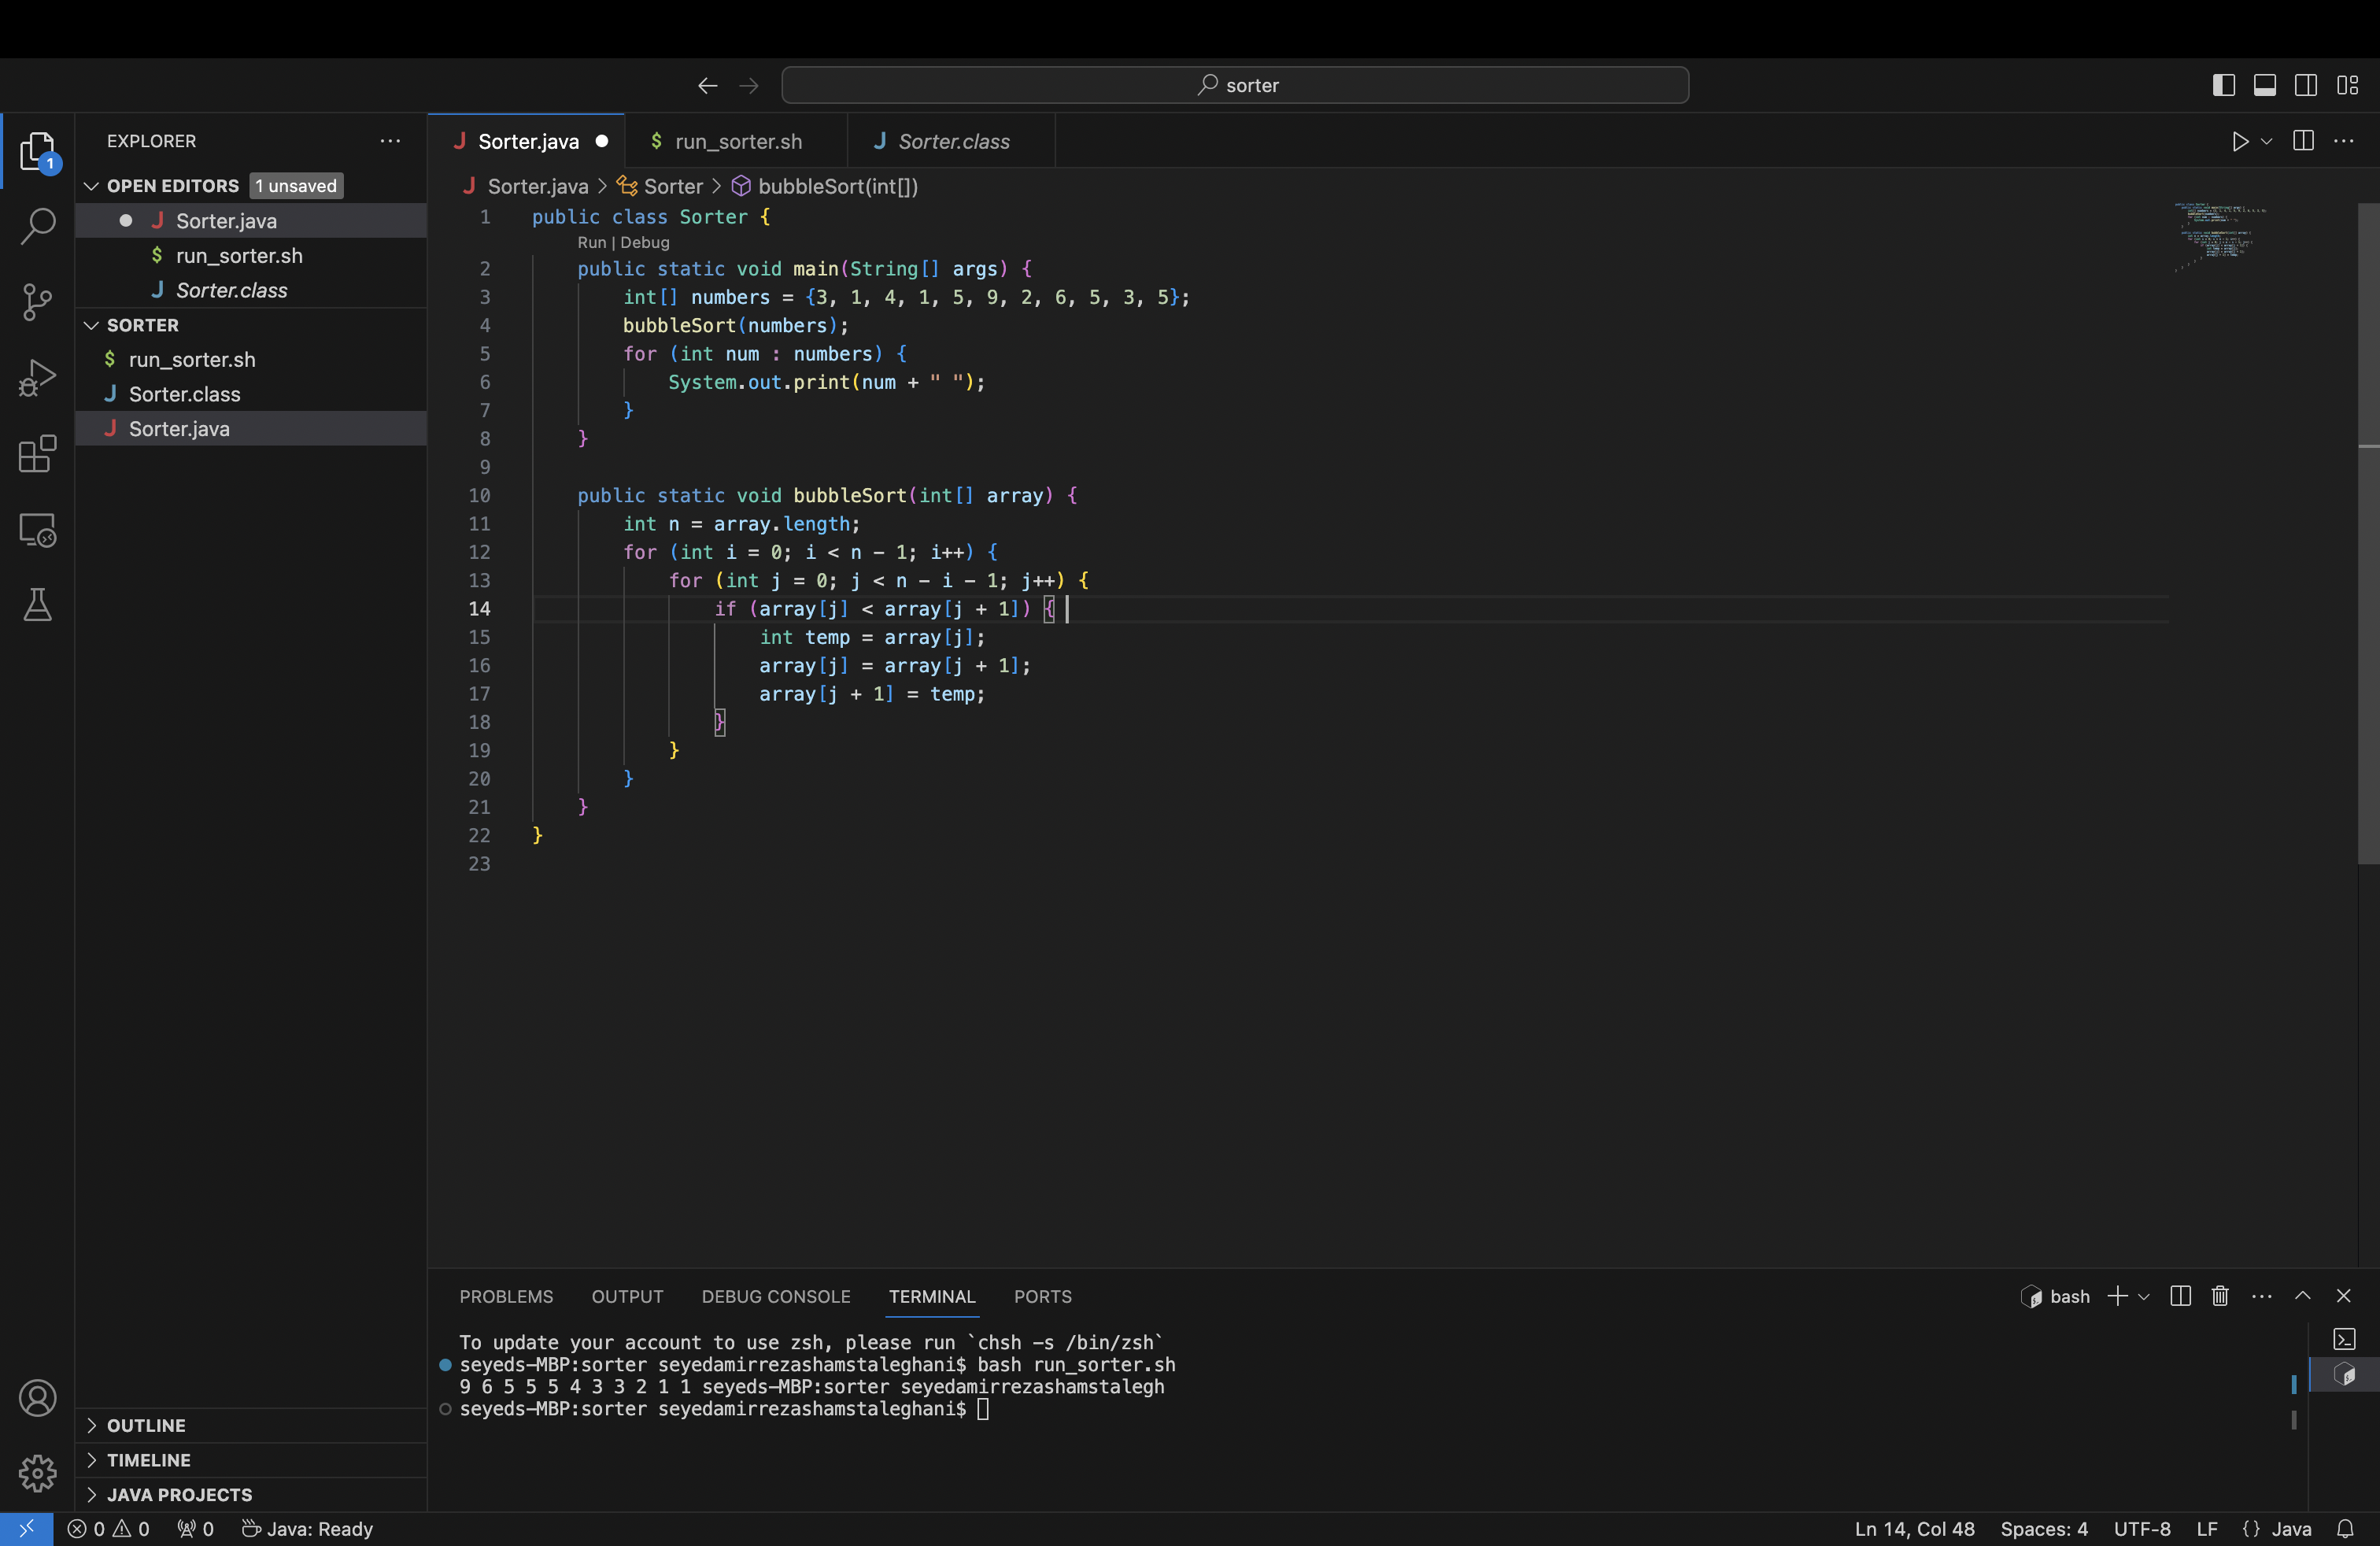 sorter
EXPLORER
OPEN EDITORS 1 unsaved
Sorter.java
run_sorter.sh
Sorter.class
SORTER
run_sorter.sh
Sorter.class
Sorter.java
OUTLINE
TIMELINE
JAVA PROJECTS
Sorter.java run_sorter.sh Sorter.class
Sorter.java > Sorter > bubbleSort(int[])
1 public class Sorter {
Run | Debug
2 public static void main(String[] args) {
3 int[] numbers = {3, 1, 4, 1, 5, 9, 2, 6, 5, 3, 5};
4 bubbleSort(numbers);
5 for (int num : numbers) {
6 System.out.print(num + " ");
7 }
8 }
9
10 public static void bubbleSort(int[] array) {
11 int n = array.length;
12 for (int i = 0; i < n - 1; i++) {
13 for (int j = 0; j < n - i - 1; j++) {
14 if (array[j] < array[j + 1]) {
15 int temp = array[j];
16 array[j] = array[j + 1];
17 array[j + 1] = temp;
18 }
19 }
20 }
21 }
22 }
23
PROBLEMS OUTPUT DEBUG CONSOLE TERMINAL PORTS bash
To update your account to use zsh, please run `chsh -s /bin/zsh`
seyeds-MBP:sorter seyedamirrezashamstaleghani$ bash run_sorter.sh
9 6 5 5 5 4 3 3 2 1 1 seyeds-MBP:sorter seyedamirrezashamstalegh
seyeds-MBP:sorter seyedamirrezashamstaleghani$
0 0 0 Java: Ready Ln 14, Col 48 Spaces: 4 UTF-8 LF {} Java